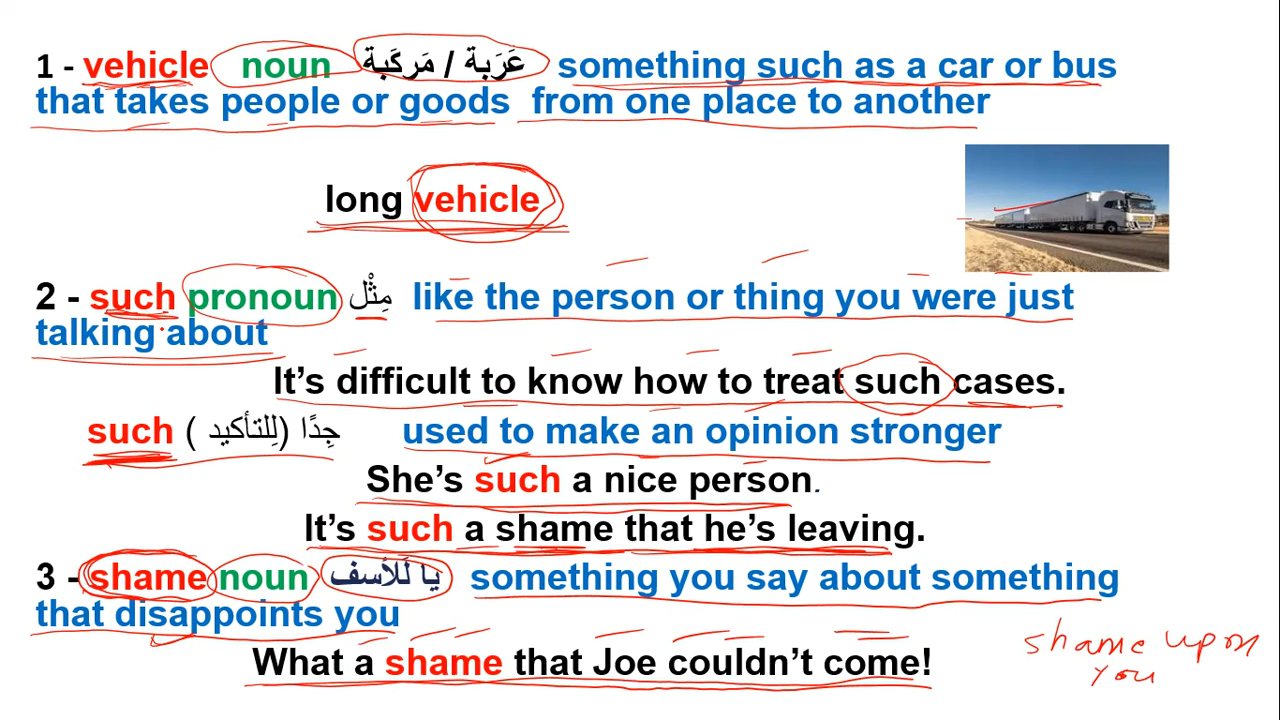 1 - vehicle noun عَرَبة / مَركَبة something such as a car or bus
that takes people or goods from one place to another
long vehicle
2 - such pronoun مِثْل like the person or thing you were just
talking about
It’s difficult to know how to treat such cases.
such جِدًا (لِلتأكيد ) used to make an opinion stronger
She’s such a nice person.
It’s such a shame that he’s leaving.
3 - shame noun يا لَلأسف something you say about something
that disappoints you
What a shame that Joe couldn’t come!
shame upon
you